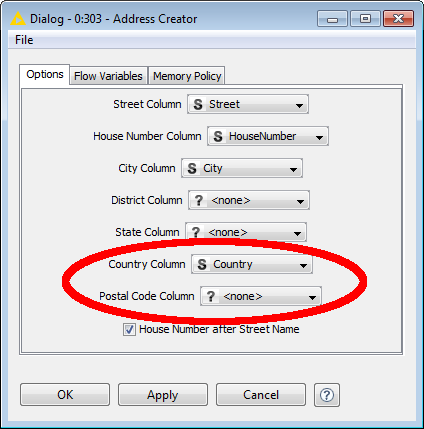 Dialog - 0:303 - Address Creator
File
Options Flow Variables Memory Policy
Street Column S Street
House Number Column S HouseNumber
City Column S City
District Column ? <none>
State Column ? <none>
Country Column S Country
Postal Code Column ? <none>
House Number after Street Name
OK Apply Cancel ?